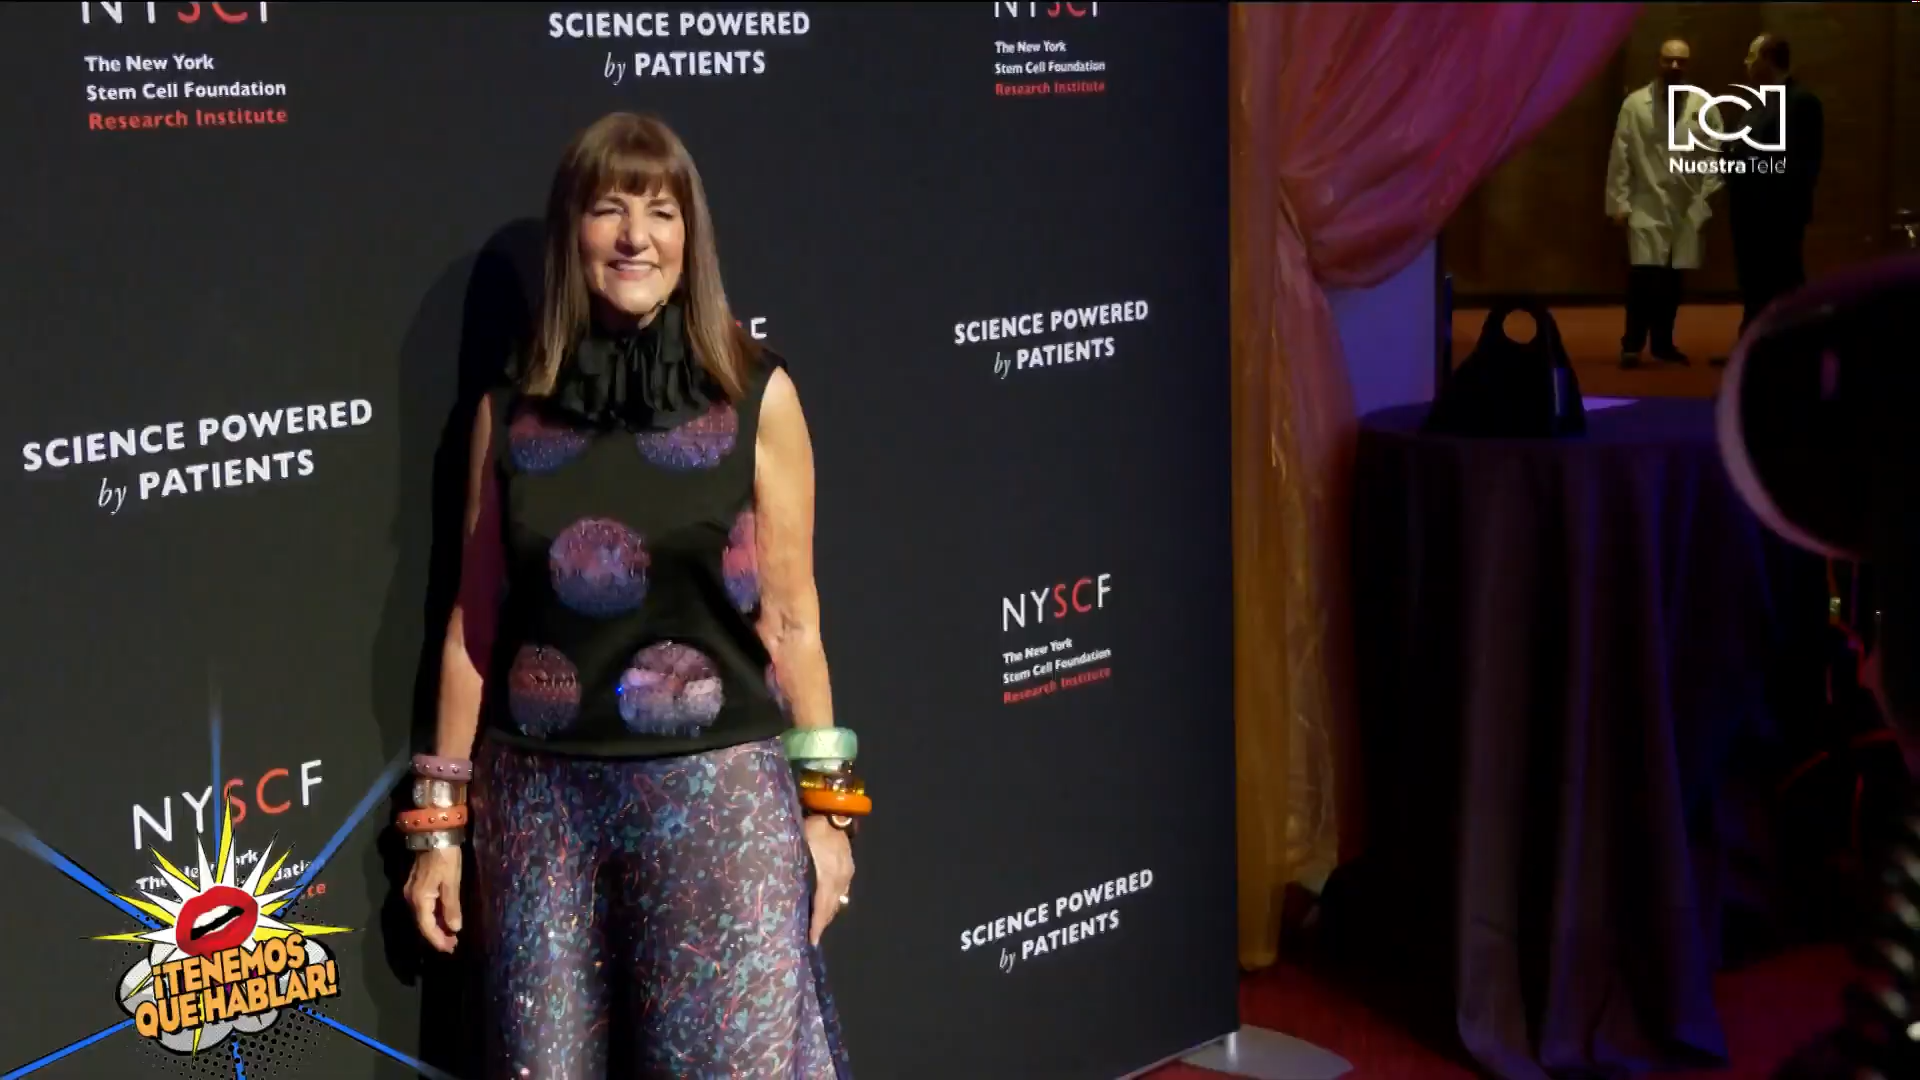 NYSCF
The New York
Stem Cell Foundation
Research Institute
SCIENCE POWERED
by PATIENTS
NYSCF
The New York
Stem Cell Foundation
Research Institute
RCN
NuestraTele
SCIENCE POWERED
by PATIENTS
SCIENCE POWERED
by PATIENTS
NYSCF
The New York
Stem Cell Foundation
Research Institute
NYSCF
SCIENCE POWERED
by PATIENTS
¡TENEMOS
QUE HABLAR!